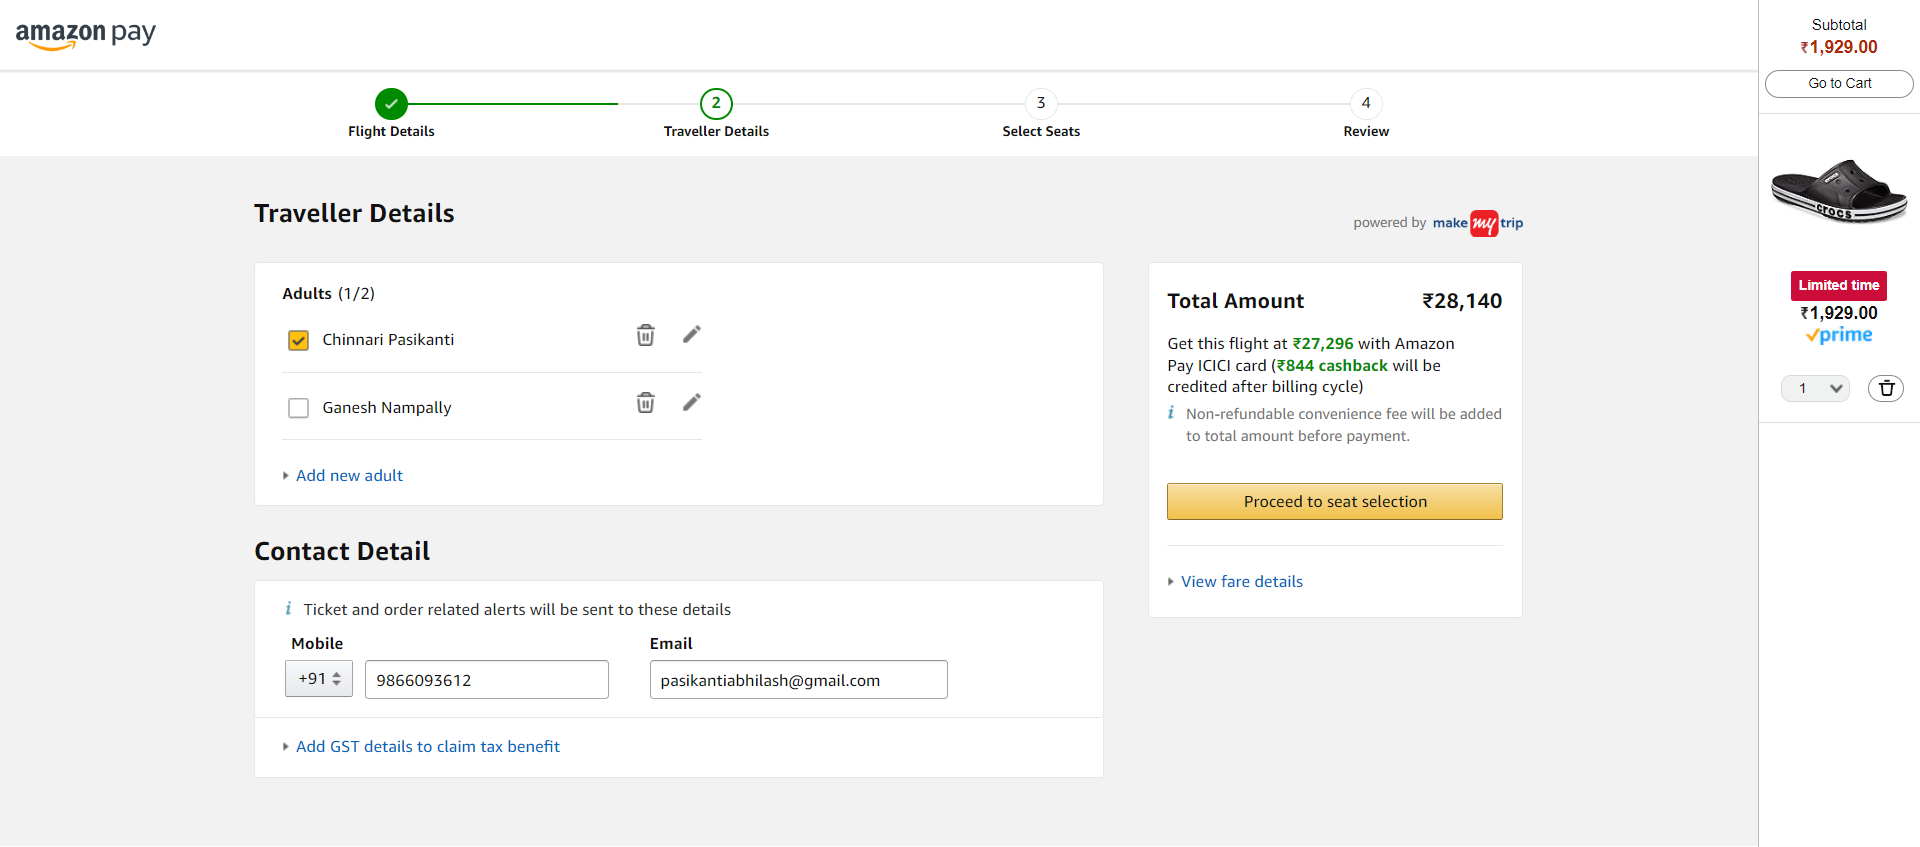 amazon pay
Flight Details
2
Traveller Details
3
Select Seats
4
Review
Traveller Details
powered by make my trip
Adults (1/2)
Chinnari Pasikanti
Ganesh Nampally
Add new adult
Contact Detail
i Ticket and order related alerts will be sent to these details
Mobile
Email
+91
9866093612
pasikantiabhilash@gmail.com
Add GST details to claim tax benefit
Total Amount ₹28,140
Get this flight at ₹27,296 with Amazon
Pay ICICI card (₹844 cashback will be
credited after billing cycle)
i Non-refundable convenience fee will be added
to total amount before payment.
Proceed to seat selection
View fare details
Subtotal
₹1,929.00
Go to Cart
crocs
Limited time
₹1,929.00
prime
1